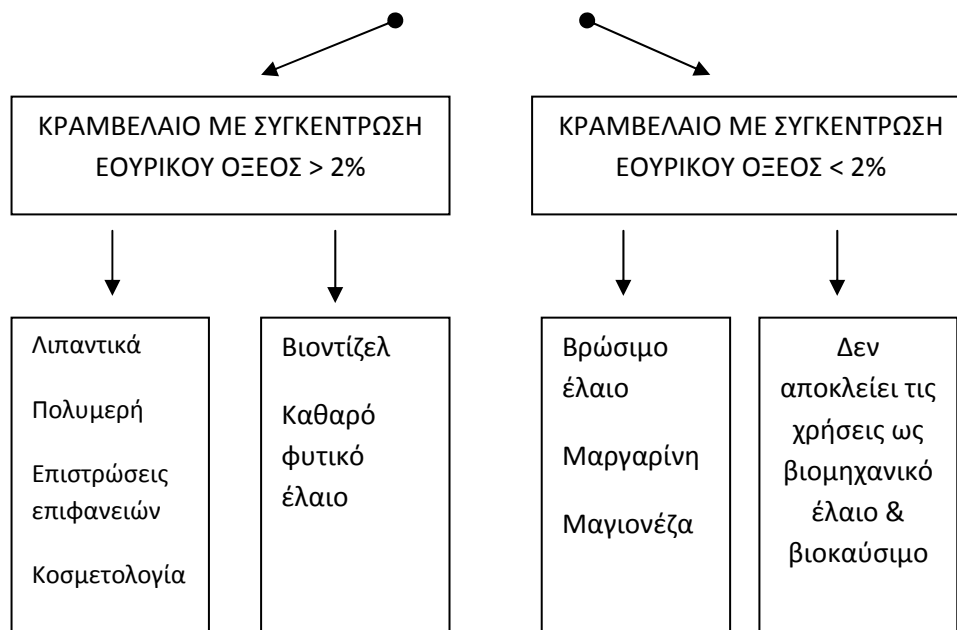 ΚΡΑΜΒΕΛΑΙΟ ΜΕ ΣΥΓΚΕΝΤΡΩΣΗ
ΕΟΥΡΙΚΟΥ ΟΞΕΟΣ > 2%
ΚΡΑΜΒΕΛΑΙΟ ΜΕ ΣΥΓΚΕΝΤΡΩΣΗ
ΕΟΥΡΙΚΟΥ ΟΞΕΟΣ < 2%
Λιπαντικά
Πολυμερή
Επιστρώσεις
επιφανειών
Κοσμετολογία
Βιοντίζελ
Καθαρό
φυτικό
έλαιο
Βρώσιμο
έλαιο
Μαργαρίνη
Μαγιονέζα
Δεν
αποκλείει τις
χρήσεις ως
βιομηχανικό
έλαιο &
βιοκαύσιμο